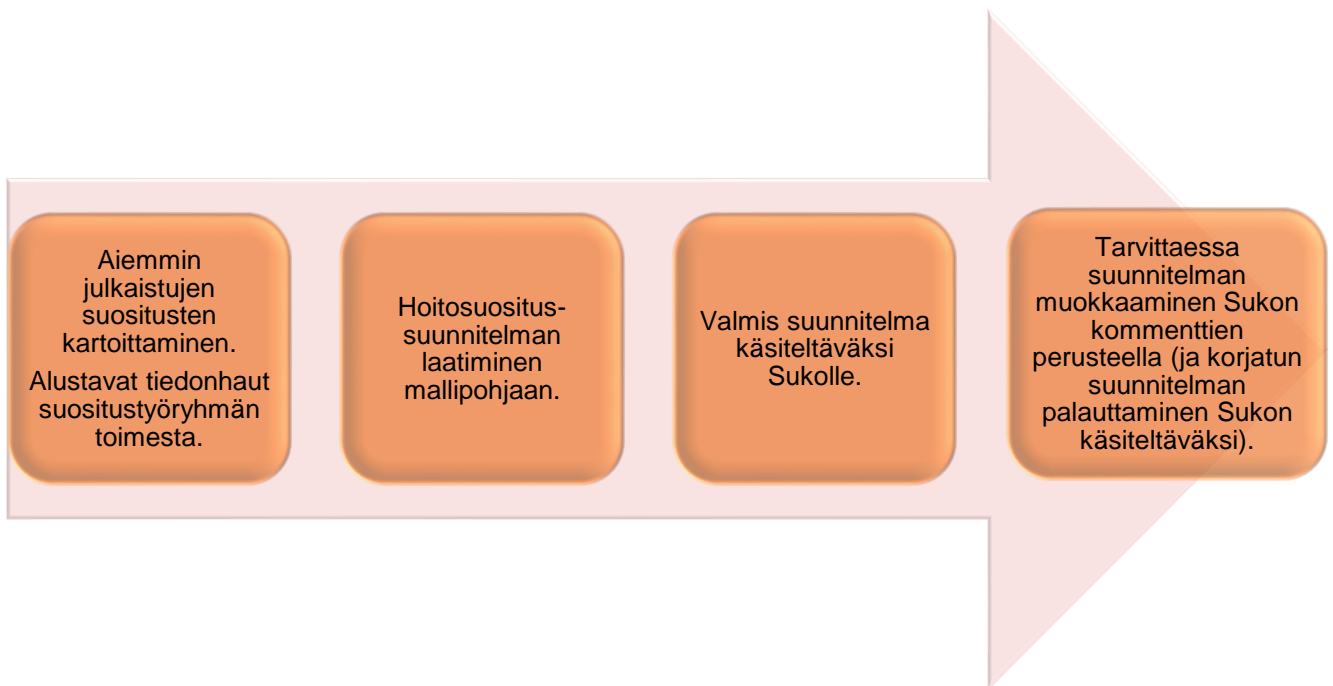 Aiemmin
julkaistujen
suositusten
kartoittaminen.
Alustavat tiedonhaut
suositustyöryhmän
toimesta.
Hoitosuositus-
suunnitelman
laatiminen
mallipohjaan.
Valmis suunnitelma
käsiteltäväksi
Sukolle.
Tarvittaessa
suunnitelman
muokkaaminen Sukon
kommenttien
perusteella (ja korjatun
suunnitelman
palauttaminen Sukon
käsiteltäväksi).